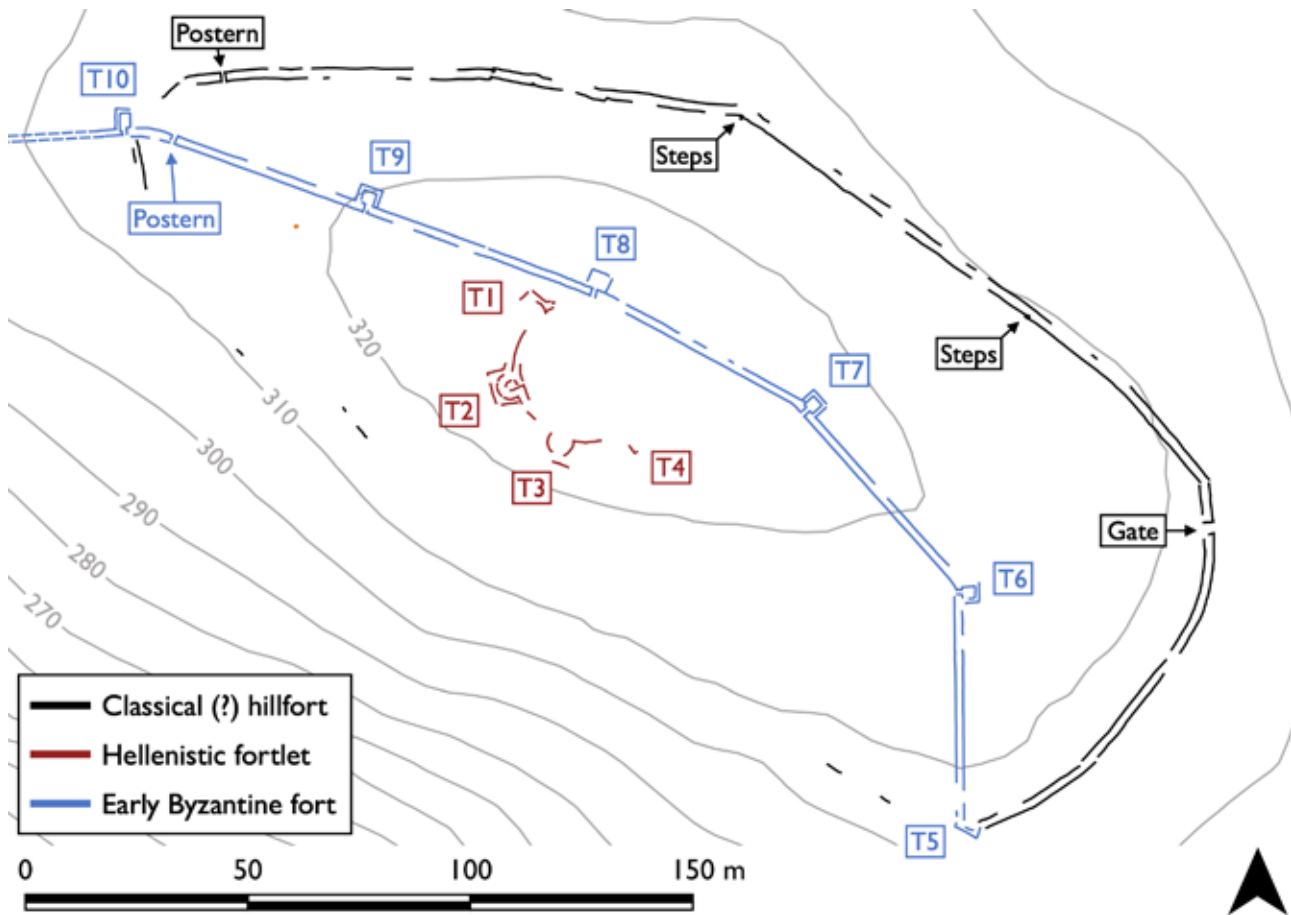 Postern
T10
T9
Steps
Postern
T8
T1
320
Steps
T7
310
T2
300
T3
T4
290
Gate
280
T6
270
Classical (?) hillfort
Hellenistic fortlet
Early Byzantine fort
T5
0 50 100 150 m